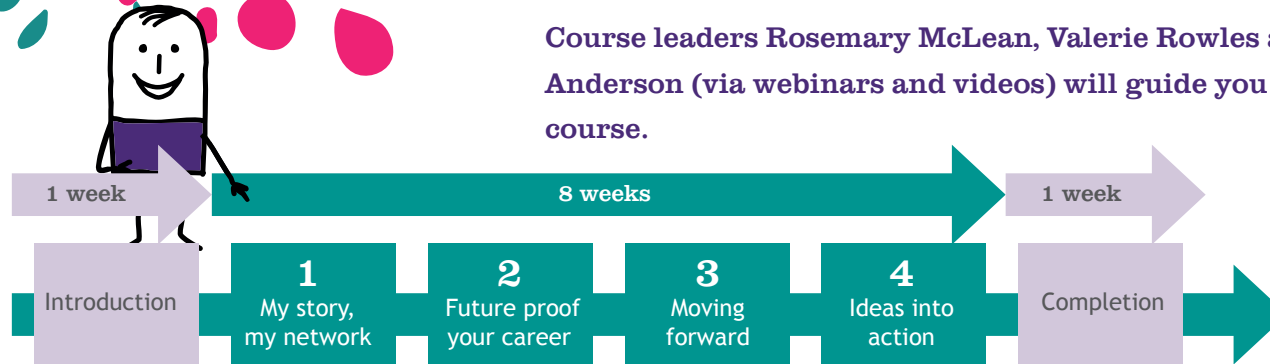 Course leaders Rosemary McLean, Valerie Rowles
Anderson (via webinars and videos) will guide you
course.
1 week
8 weeks
1 week
Introduction
1
My story,
my network
2
Future proof
your career
3
Moving
forward
4
Ideas into
action
Completion